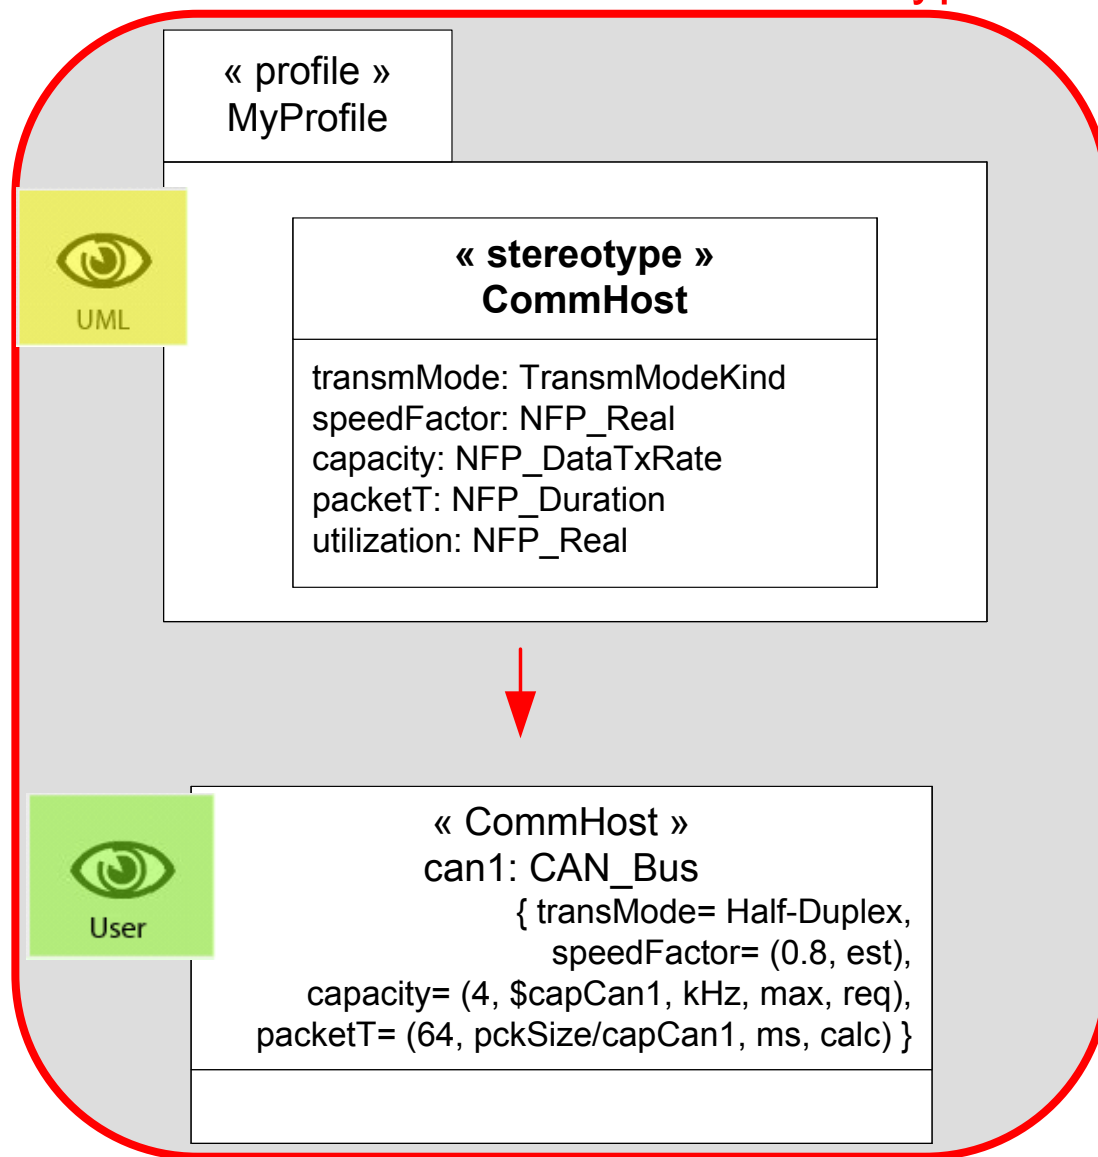 « profile »
MyProfile
UML
« stereotype »
CommHost
transmMode: TransmModeKind
speedFactor: NFP_Real
capacity: NFP_DataTxRate
packetT: NFP_Duration
utilization: NFP_Real
User
« CommHost »
can1: CAN_Bus
{ transMode= Half-Duplex,
speedFactor= (0.8, est),
capacity= (4, $capCan1, kHz, max, req),
packetT= (64, pckSize/capCan1, ms, calc) }